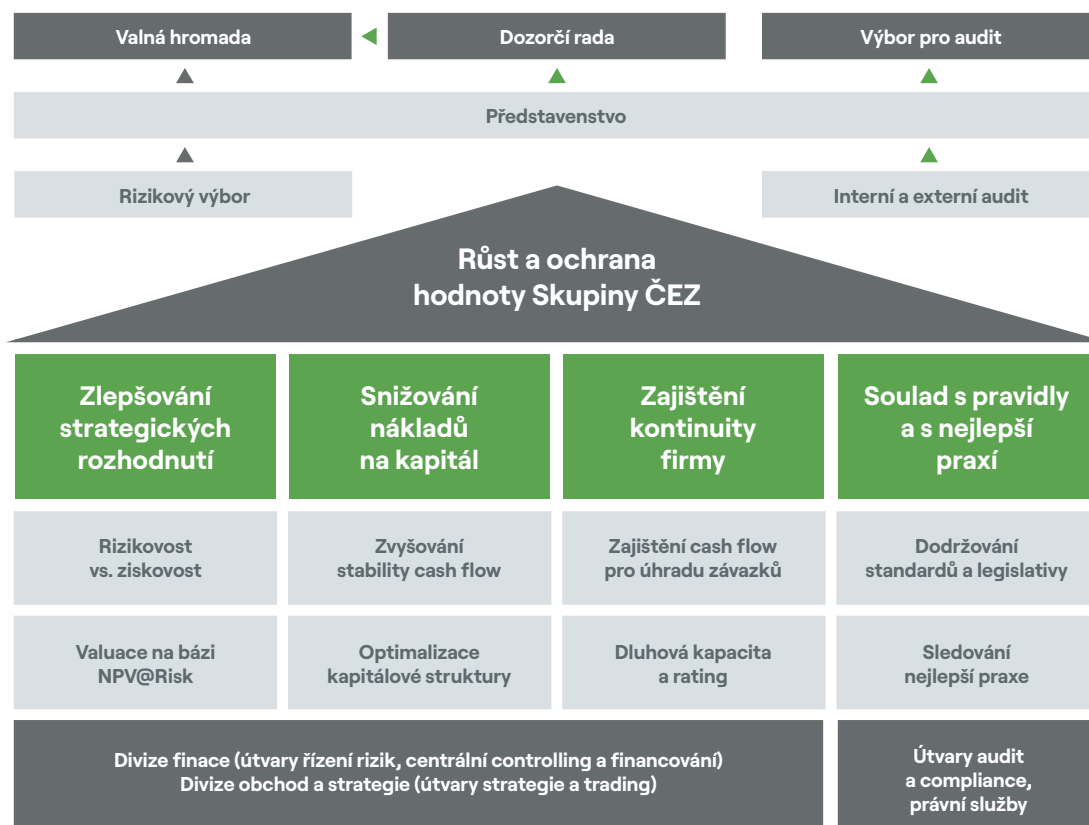 Valná hromada
Dozorčí rada
Výbor pro audit
Představenstvo
Rizikový výbor
Interní a externí audit
Růst a ochrana
hodnoty Skupiny ČEZ
Zlepšování
strategických
rozhodnutí
Snižování
nákladů
na kapitál
Zajištění
kontinuity
firmy
Soulad s pravidly
a s nejlepší
praxí
Rizikovost
vs. ziskovost
Zvyšování
stability cash flow
Zajištění cash flow
pro úhradu závazků
Dodržování
standardů a legislativy
Valuace na bázi
NPV@Risk
Optimalizace
kapitálové struktury
Dluhová kapacita
a rating
Sledování
nejlepší praxe
Divize finace (útvary řízení rizik, centrální controlling a financování)
Divize obchod a strategie (útvary strategie a trading)
Útvary audit
a compliance,
právní služby